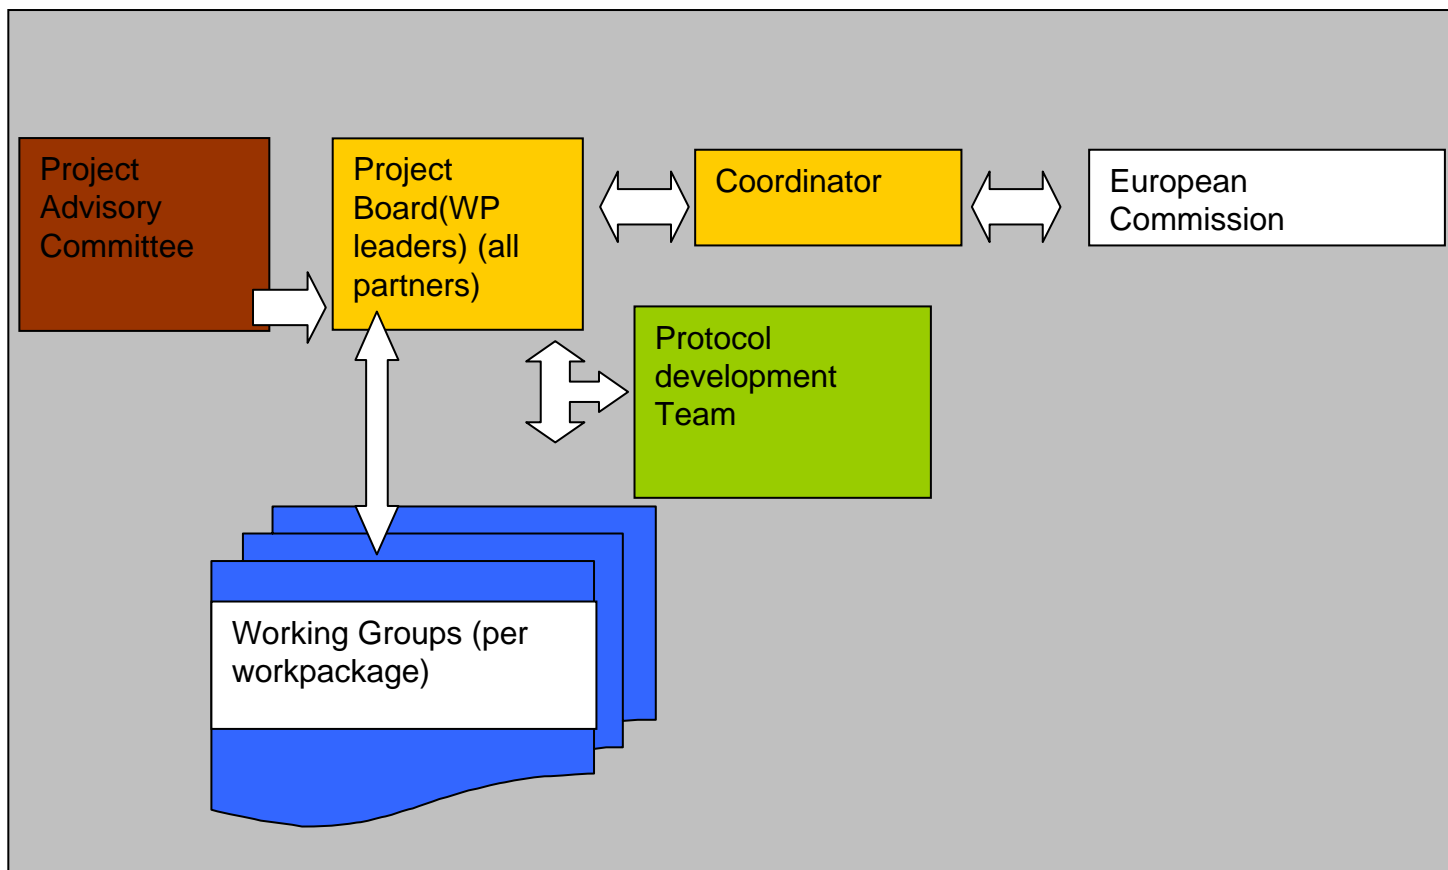 Project
Advisory
Committee
Project
Board(WP
leaders) (all
partners)
Coordinator
European
Commission
Protocol
development
Team
Working Groups (per
workpackage)